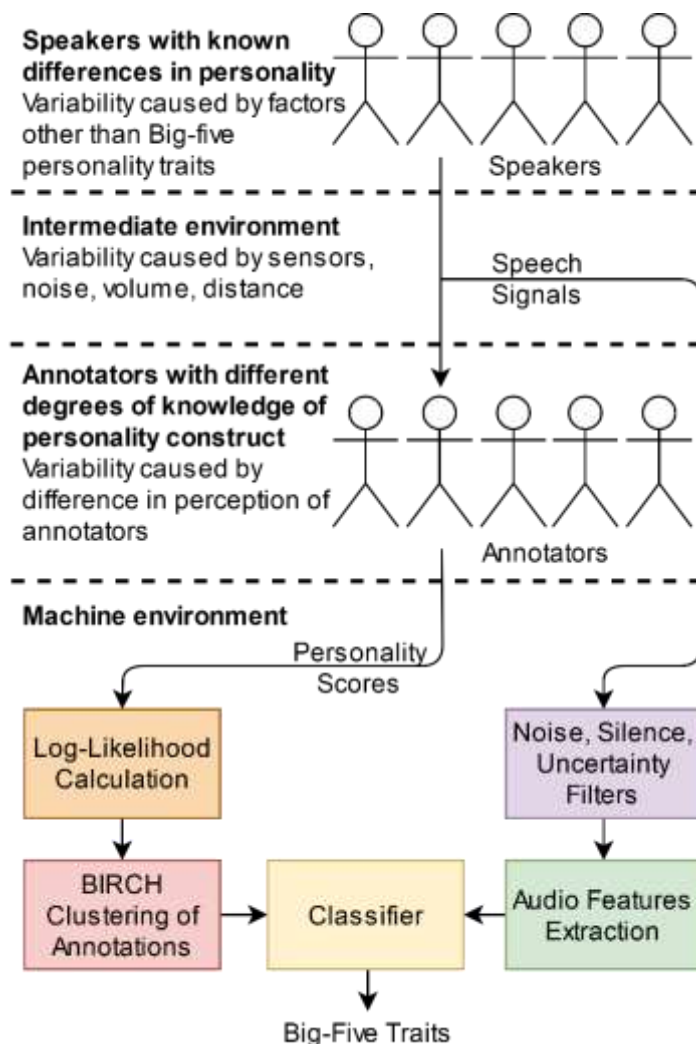 Speakers with known
differences in personality
Variability caused by factors
other than Big-five
personality traits
Speakers
Intermediate environment
Variability caused by sensors,
noise, volume, distance
Speech
Signals
Annotators with different
degrees of knowledge of
personality construct
Variability caused by
difference in perception of
annotators
Annotators
Machine environment
Personality
Scores
Log-Likelihood
Calculation
Noise, Silence,
Uncertainty
Filters
BIRCH
Clustering of
Annotations
Classifier
Audio Features
Extraction
Big-Five Traits